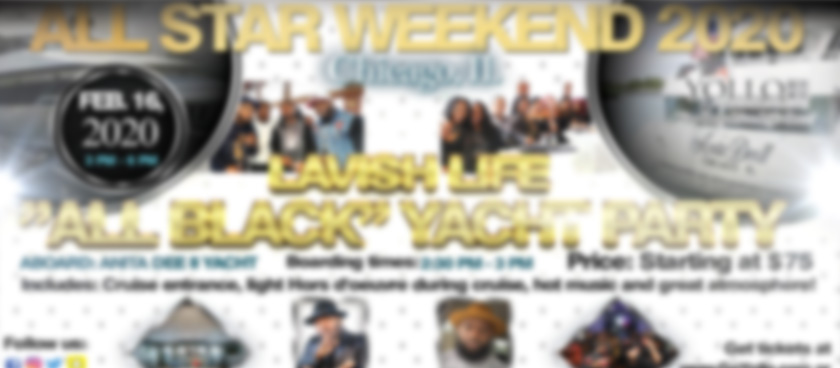 ALL STAR WEEKEND 2020
Chicago, IL
FEB. 16,
2020
LAVISH LIFE
"ALL BLACK" YACHT PARTY
ABOARD: ANITA DEE II YACHT Boarding times: 2:30 PM - 3 PM Price: Starting at $75
Includes: Cruise entrance, light Hors d'oeuvre during cruise, hot music and great atmosphere!
Follow us:
Get tickets at